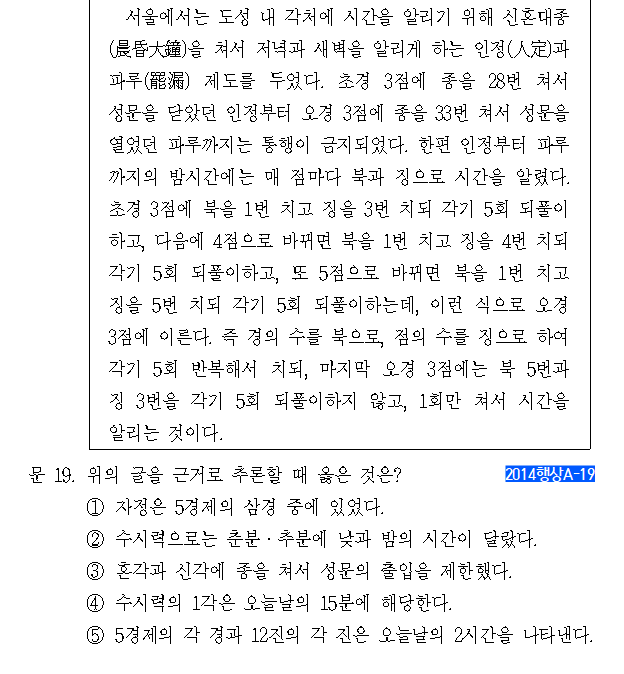 서울에서는 도성 내 각처에 시간을 알리기 위해 신혼대종
(晨昏大鐘)을 쳐서 저녁과 새벽을 알리게 하는 인정(人定)과
파루(罷漏) 제도를 두었다. 초경 3점에 종을 28번 쳐서
성문을 닫았던 인정부터 오경 3점에 종을 33번 쳐서 성문을
열었던 파루까지는 통행이 금지되었다. 한편 인정부터 파루
까지의 밤시간에는 매 점마다 북과 징으로 시간을 알렸다.
초경 3점에 북을 1번 치고 징을 3번 치되 각기 5회 되풀이
하고, 다음에 4점으로 바뀌면 북을 1번 치고 징을 4번 치되
각기 5회 되풀이하고, 또 5점으로 바뀌면 북을 1번 치고
징을 5번 치되 각기 5회 되풀이하는데, 이런 식으로 오경
3점에 이른다. 즉 경의 수를 북으로, 점의 수를 징으로 하여
각기 5회 반복해서 치되, 마지막 오경 3점에는 북 5번과
징 3번을 각기 5회 되풀이하지 않고, 1회만 쳐서 시간을
알리는 것이다.
문 19. 위의 글을 근거로 추론할 때 옳은 것은? 2014행상A-19
① 자정은 5경제의 삼경 중에 있었다.
② 수시력으로는 춘분·추분에 낮과 밤의 시간이 달랐다.
③ 혼각과 신각에 종을 쳐서 성문의 출입을 제한했다.
④ 수시력의 1각은 오늘날의 15분에 해당한다.
⑤ 5경제의 각 경과 12진의 각 진은 오늘날의 2시간을 나타낸다.